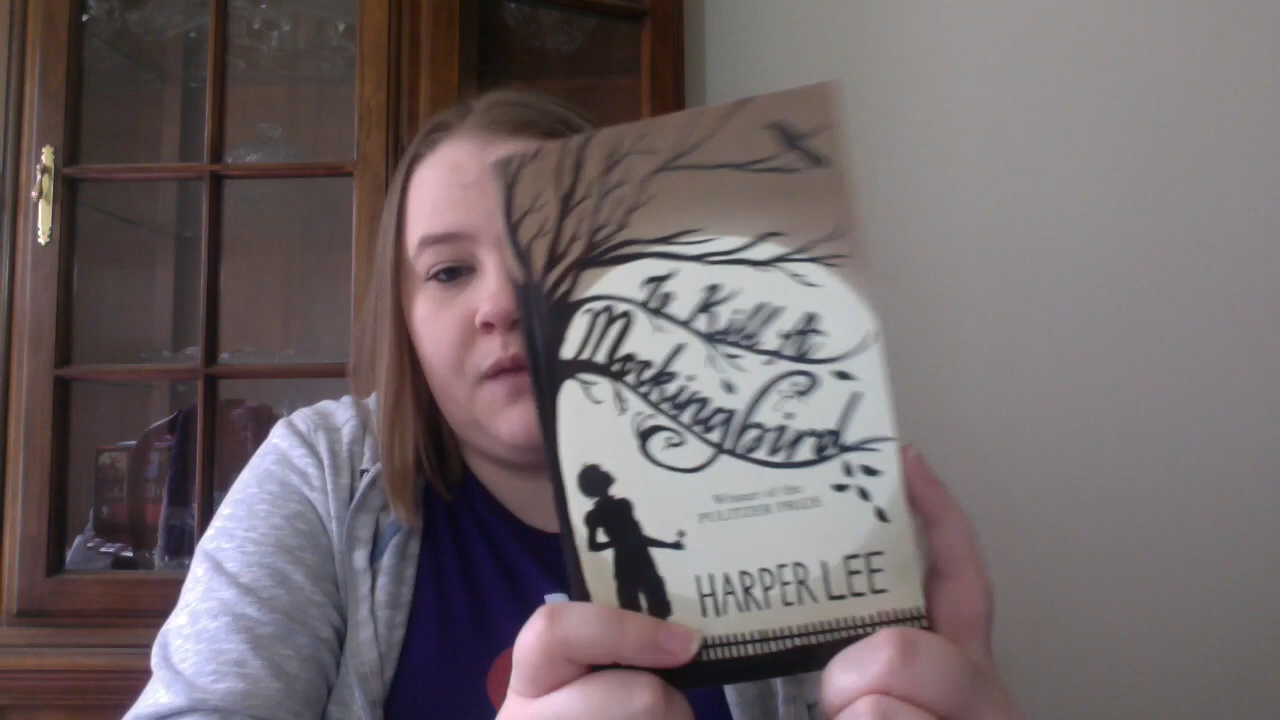 To Kill A
Mockingbird
Winner of the
PULITZER PRIZE
HARPER LEE